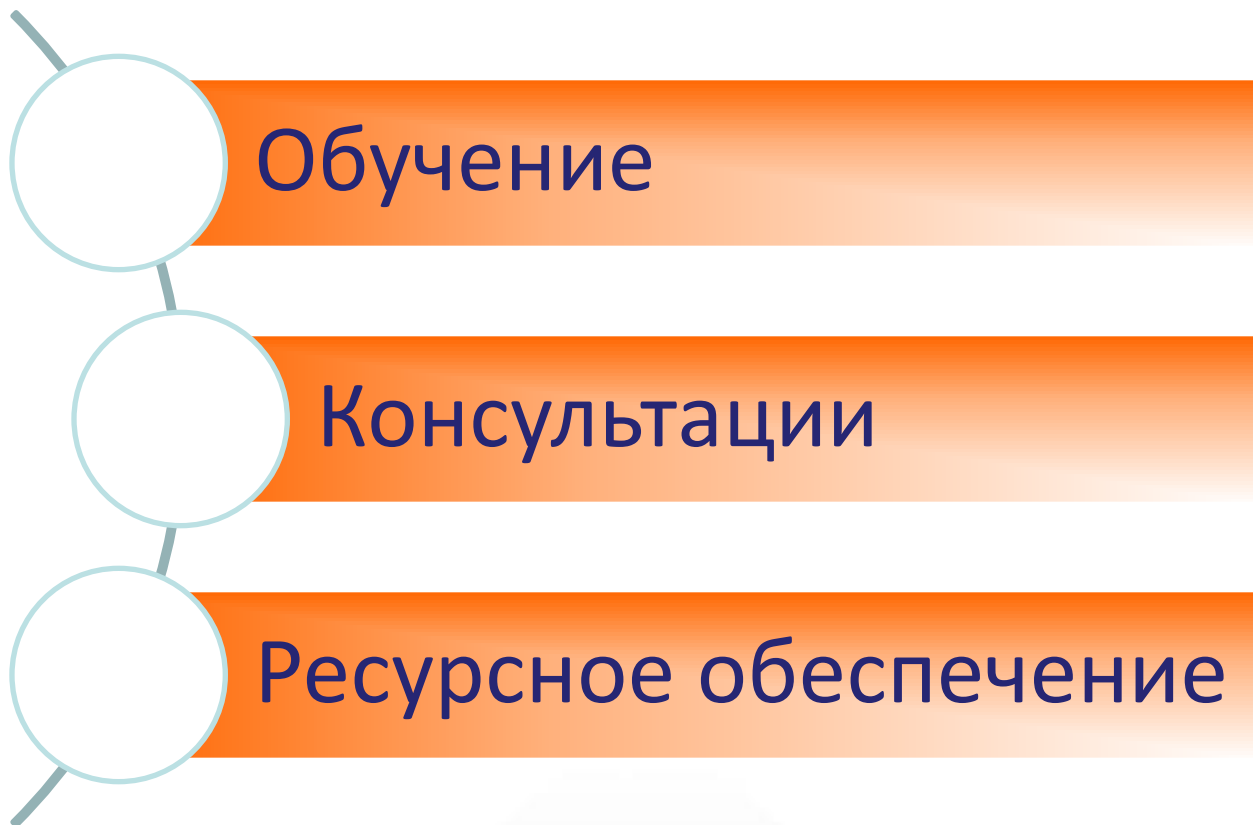 Обучение
Консультации
Ресурсное обеспечение